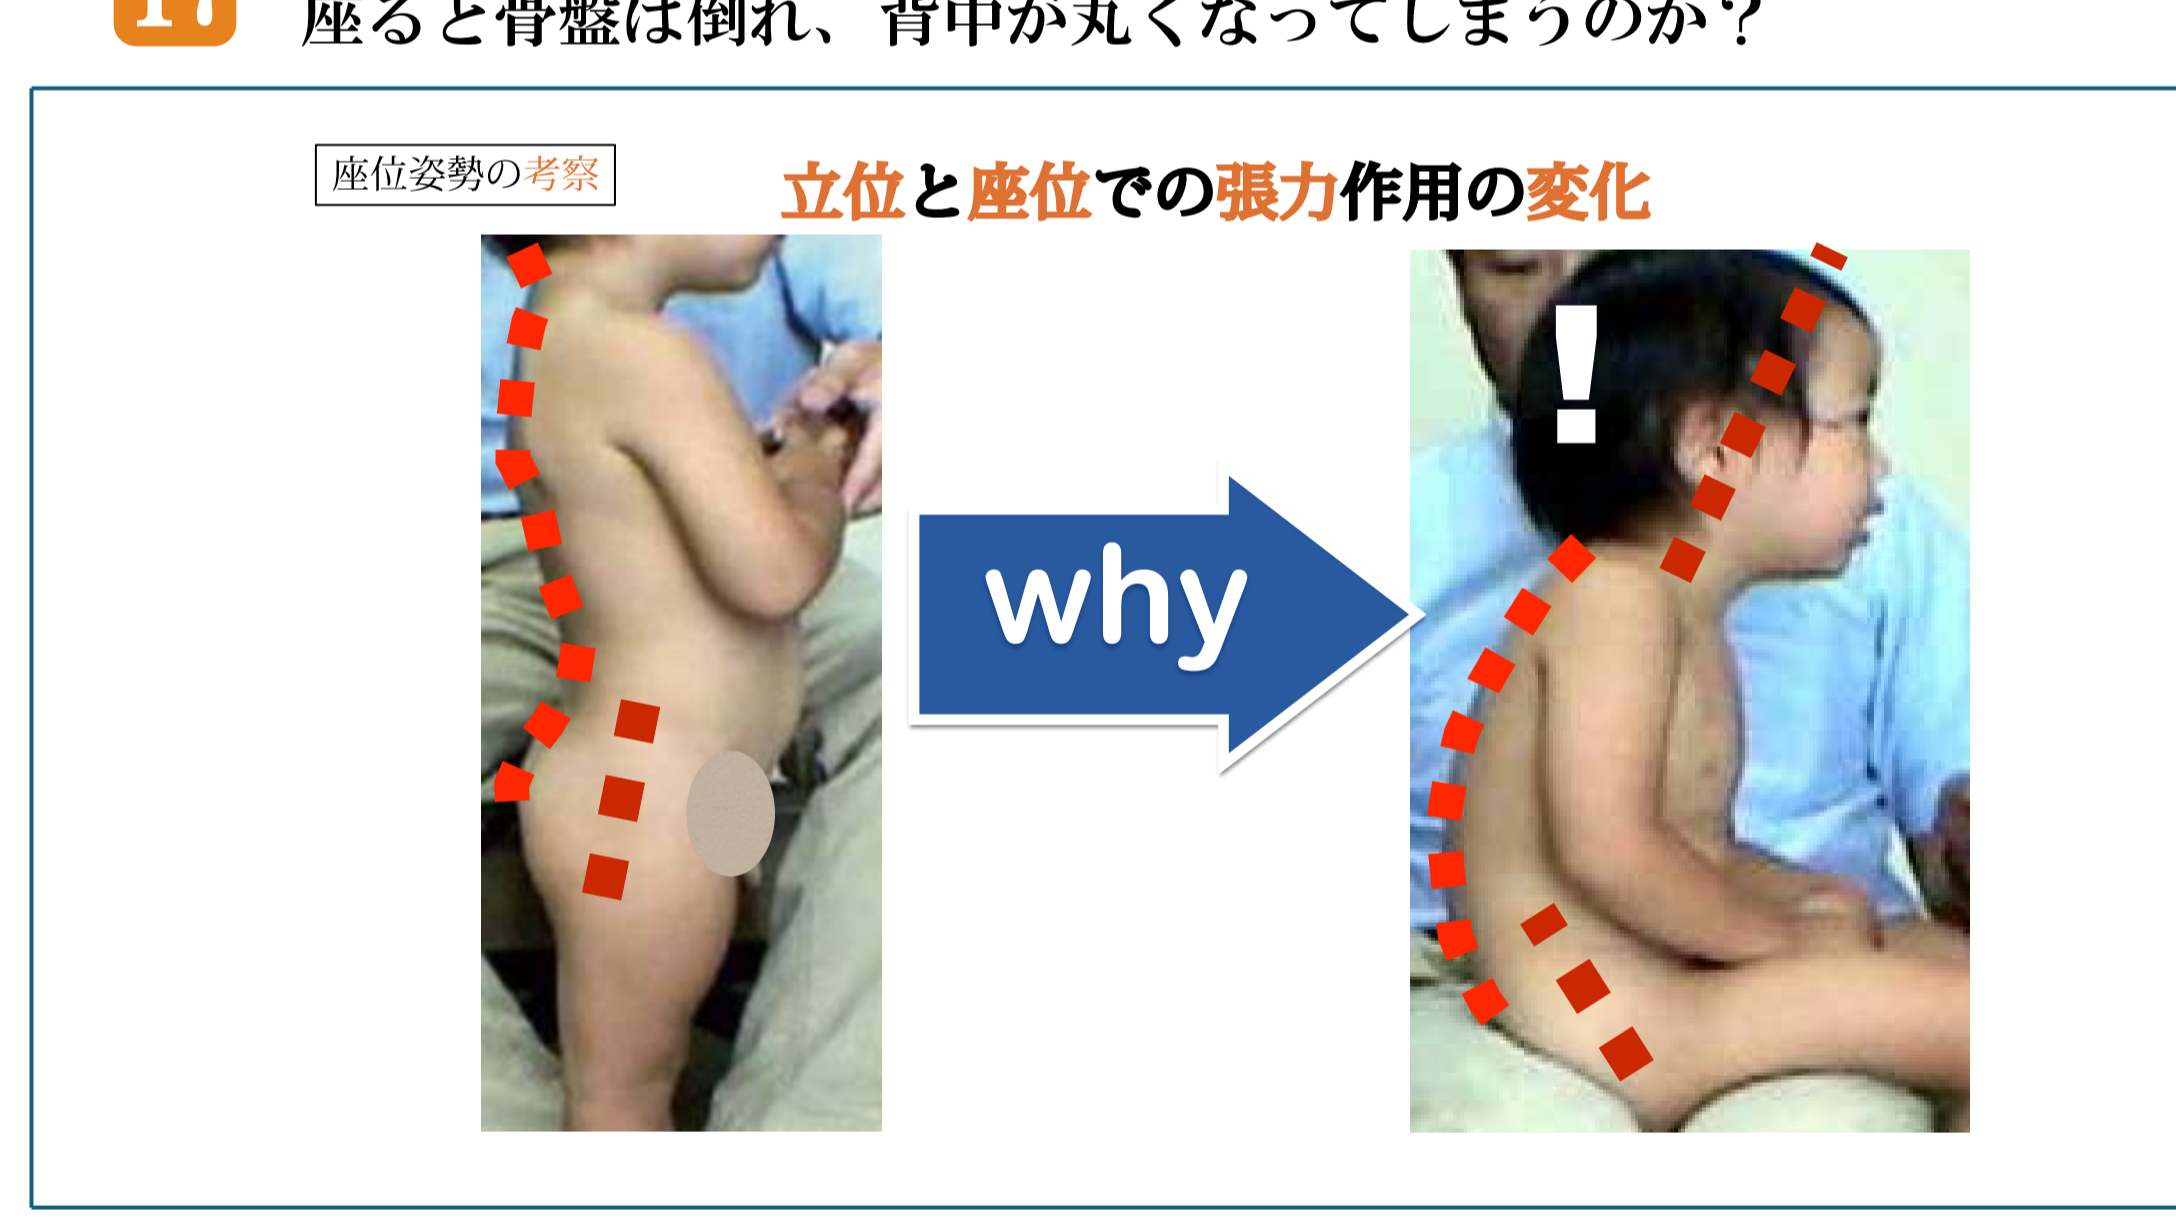 17 座ると骨盤は倒れ、背中が丸くなってしまうのか？
座位姿勢の考察
立位と座位での張力作用の変化
!
why